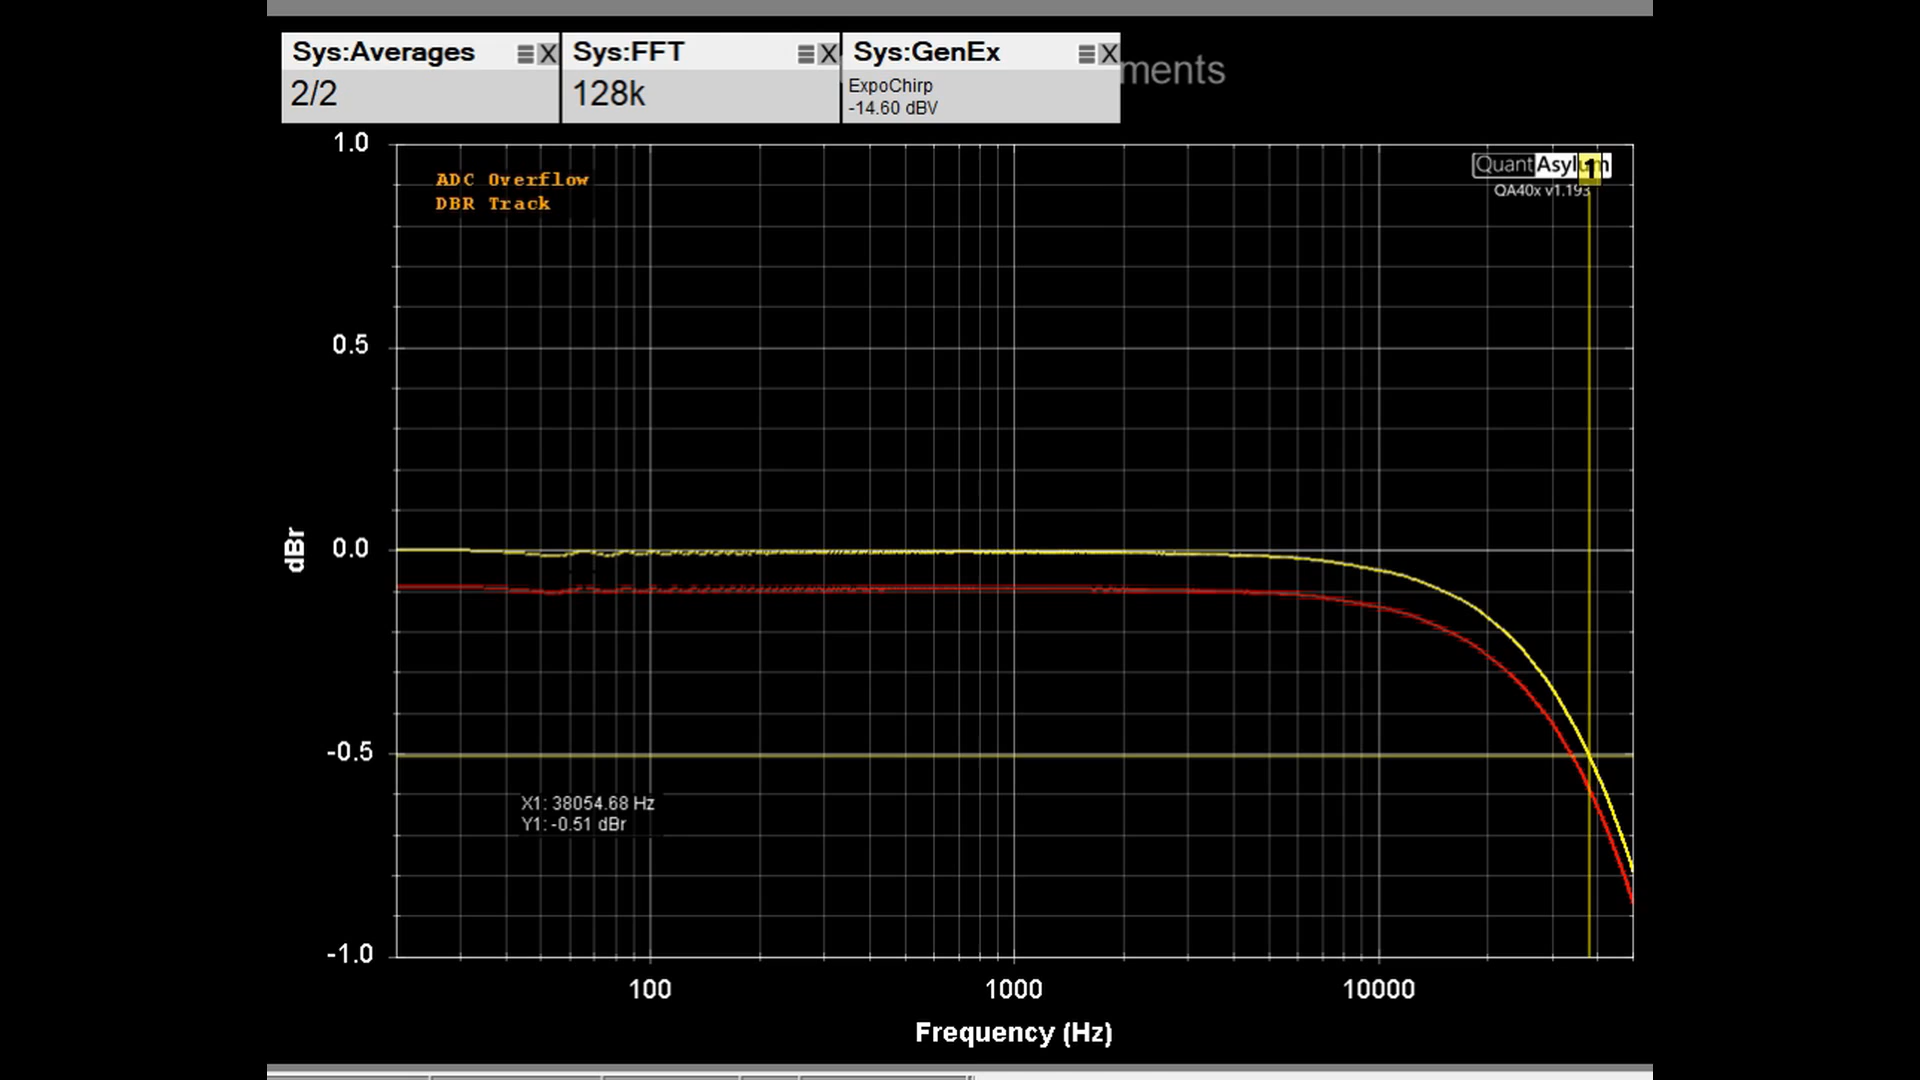 Sys:Averages
X
Sys:FFT
X
Sys:GenEx
X
ments
2/2
128k
ExpoChirp
-14.60 dBV
1.0
ADC Overflow
DBR Track
QuantAsylum
1
QA40x v1.193
0.5
0.0
dBr
-0.5
X1: 38054.68 Hz
Y1: -0.51 dBr
-1.0
100
1000
10000
Frequency (Hz)